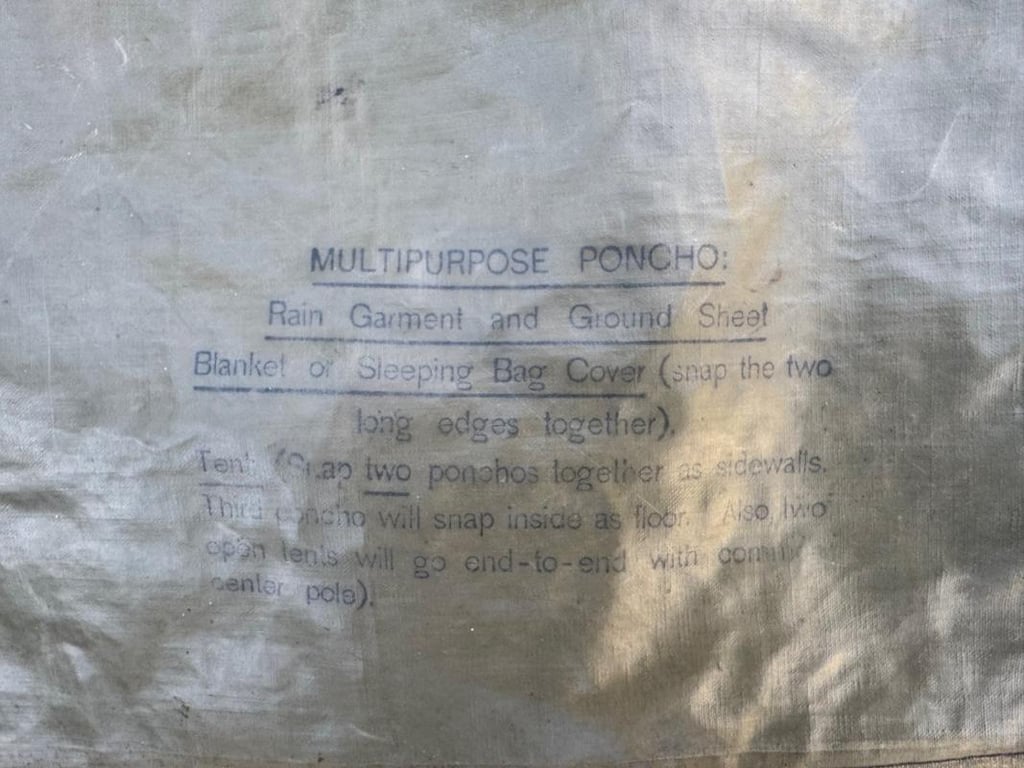 MULTIPURPOSE PONCHO:
Rain Garment and Ground Sheet
Blanket or Sleeping Bag Cover (snap the two
long edges together).
Tent (Snap two ponchos together as sidewalls.
Third poncho will snap inside as floor. Also, two
open tents will go end-to-end with common
center pole).